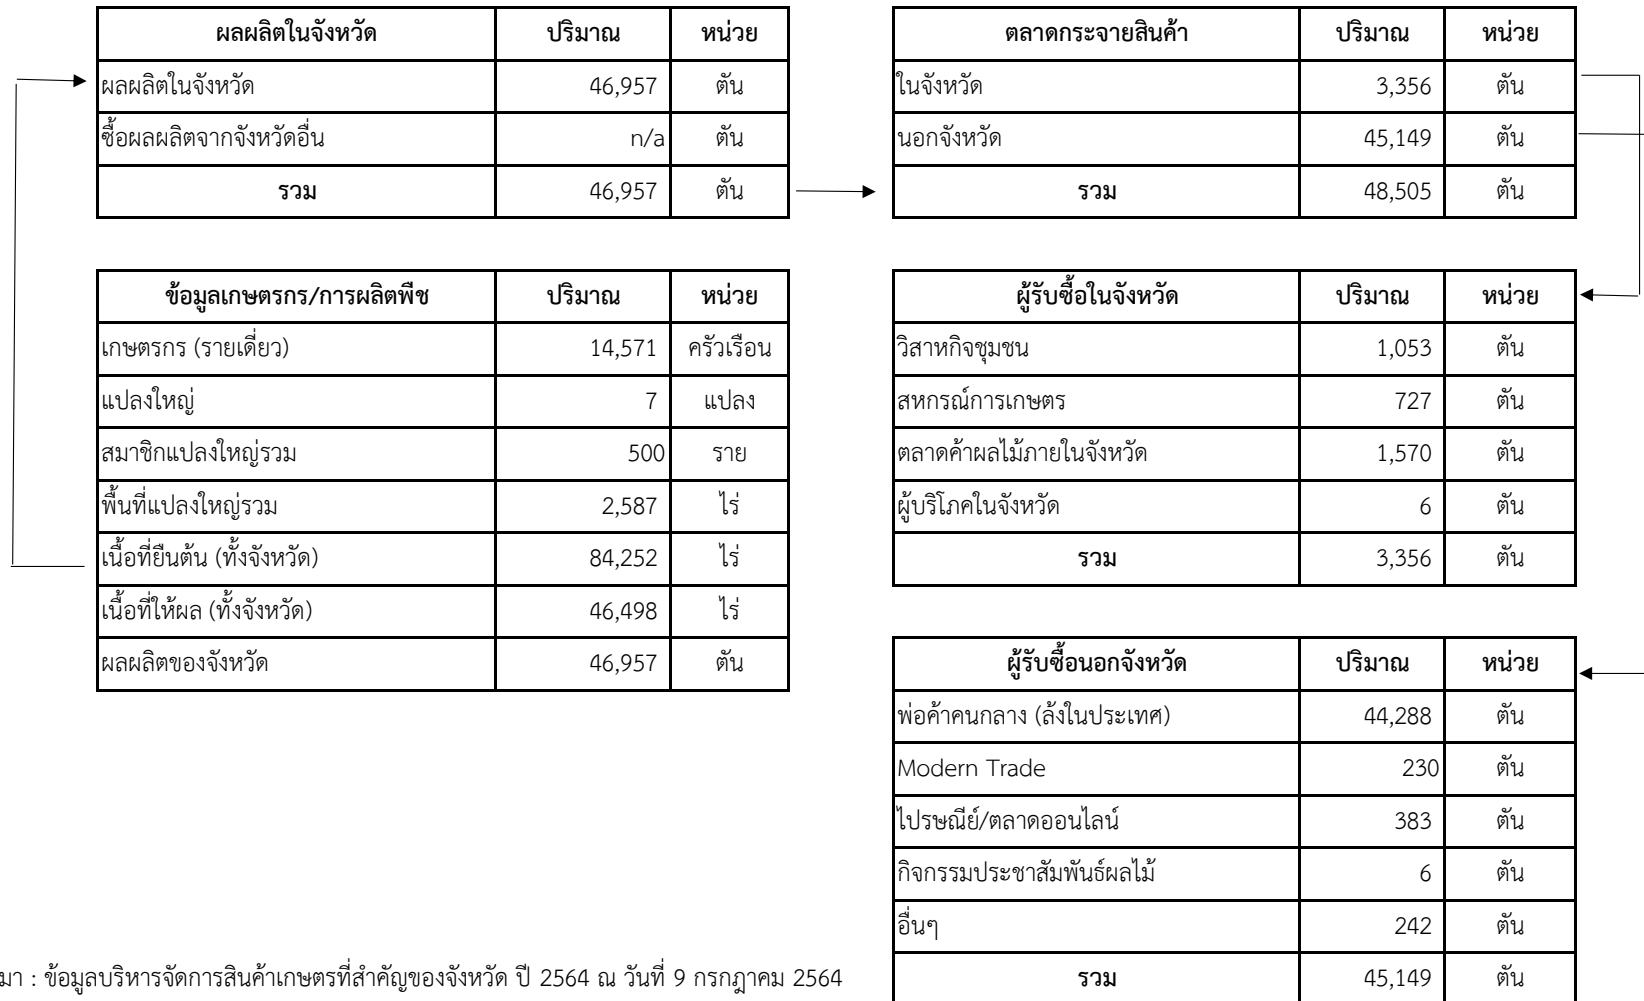 ผลผลิตในจังหวัด ปริมาณ หน่วย
ผลผลิตในจังหวัด 46,957 ตัน
ซื้อผลผลิตจากจังหวัดอื่น n/a ตัน
รวม 46,957 ตัน
ตลาดกระจายสินค้า ปริมาณ หน่วย
ในจังหวัด 3,356 ตัน
นอกจังหวัด 45,149 ตัน
รวม 48,505 ตัน
ข้อมูลเกษตรกร/การผลิตพืช ปริมาณ หน่วย
เกษตรกร (รายเดี่ยว) 14,571 ครัวเรือน
แปลงใหญ่ 7 แปลง
สมาชิกแปลงใหญ่รวม 500 ราย
พื้นที่แปลงใหญ่รวม 2,587 ไร่
เนื้อที่ยืนต้น (ทั้งจังหวัด) 84,252 ไร่
เนื้อที่ให้ผล (ทั้งจังหวัด) 46,498 ไร่
ผลผลิตของจังหวัด 46,957 ตัน
ผู้รับซื้อในจังหวัด ปริมาณ หน่วย
วิสาหกิจชุมชน 1,053 ตัน
สหกรณ์การเกษตร 727 ตัน
ตลาดค้าผลไม้ภายในจังหวัด 1,570 ตัน
ผู้บริโภคในจังหวัด 6 ตัน
รวม 3,356 ตัน
ผู้รับซื้อนอกจังหวัด ปริมาณ หน่วย
พ่อค้าคนกลาง (ล้งในประเทศ) 44,288 ตัน
Modern Trade 230 ตัน
ไปรษณีย์/ตลาดออนไลน์ 383 ตัน
กิจกรรมประชาสัมพันธ์ผลไม้ 6 ตัน
อื่นๆ 242 ตัน
รวม 45,149 ตัน
มา : ข้อมูลบริหารจัดการสินค้าเกษตรที่สำคัญของจังหวัด ปี 2564 ณ วันที่ 9 กรกฎาคม 2564